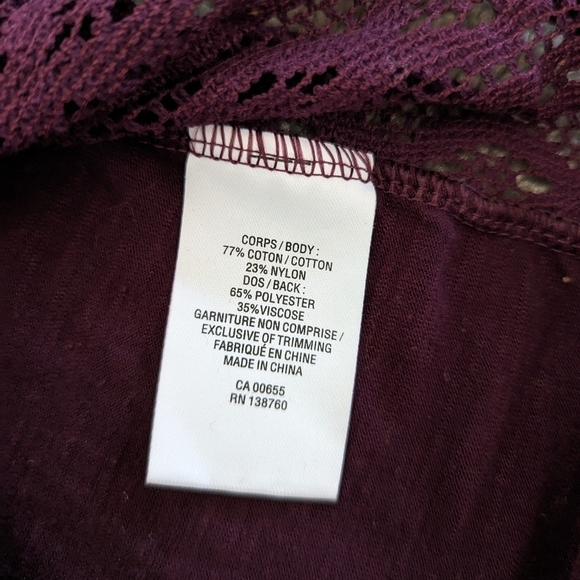 CORPS / BODY :
77% COTON / COTTON
23% NYLON
DOS / BACK :
65% POLYESTER
35%VISCOSE
GARNITURE NON COMPRISE /
EXCLUSIVE OF TRIMMING
FABRIQUÉ EN CHINE
MADE IN CHINA
CA 00655
RN 138760